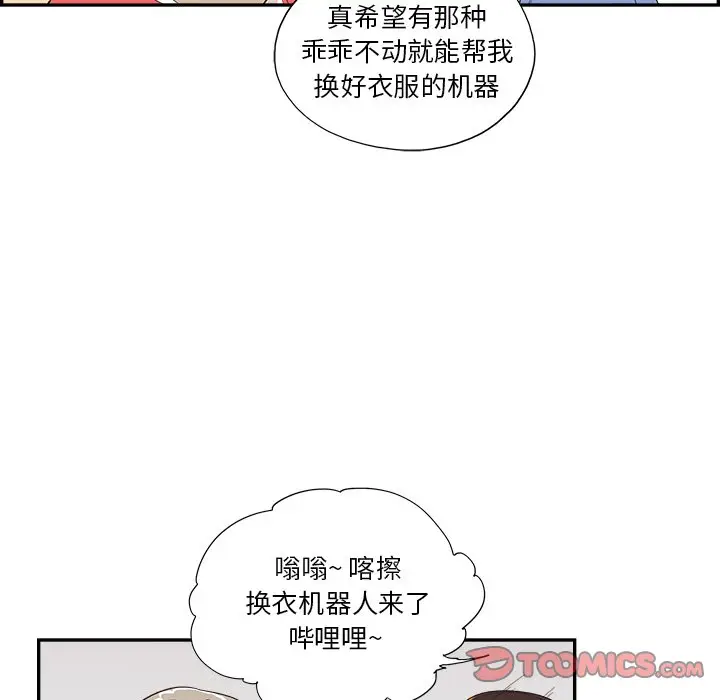 真希望有那种
乖乖不动就能帮我
换好衣服的机器
嗡嗡~ 喀擦
换衣机器人来了
哔哩哩~
TOOMICS.COM